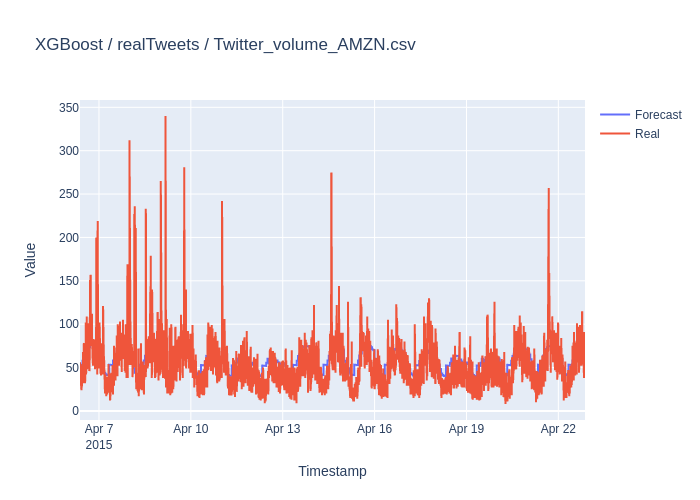 XGBoost / realTweets / Twitter_volume_AMZN.csv
350
300
250
200
150
100
50
0
Value
Apr 7
2015
Apr 10
Apr 13
Apr 16
Apr 19
Apr 22
Timestamp
Forecast
Real